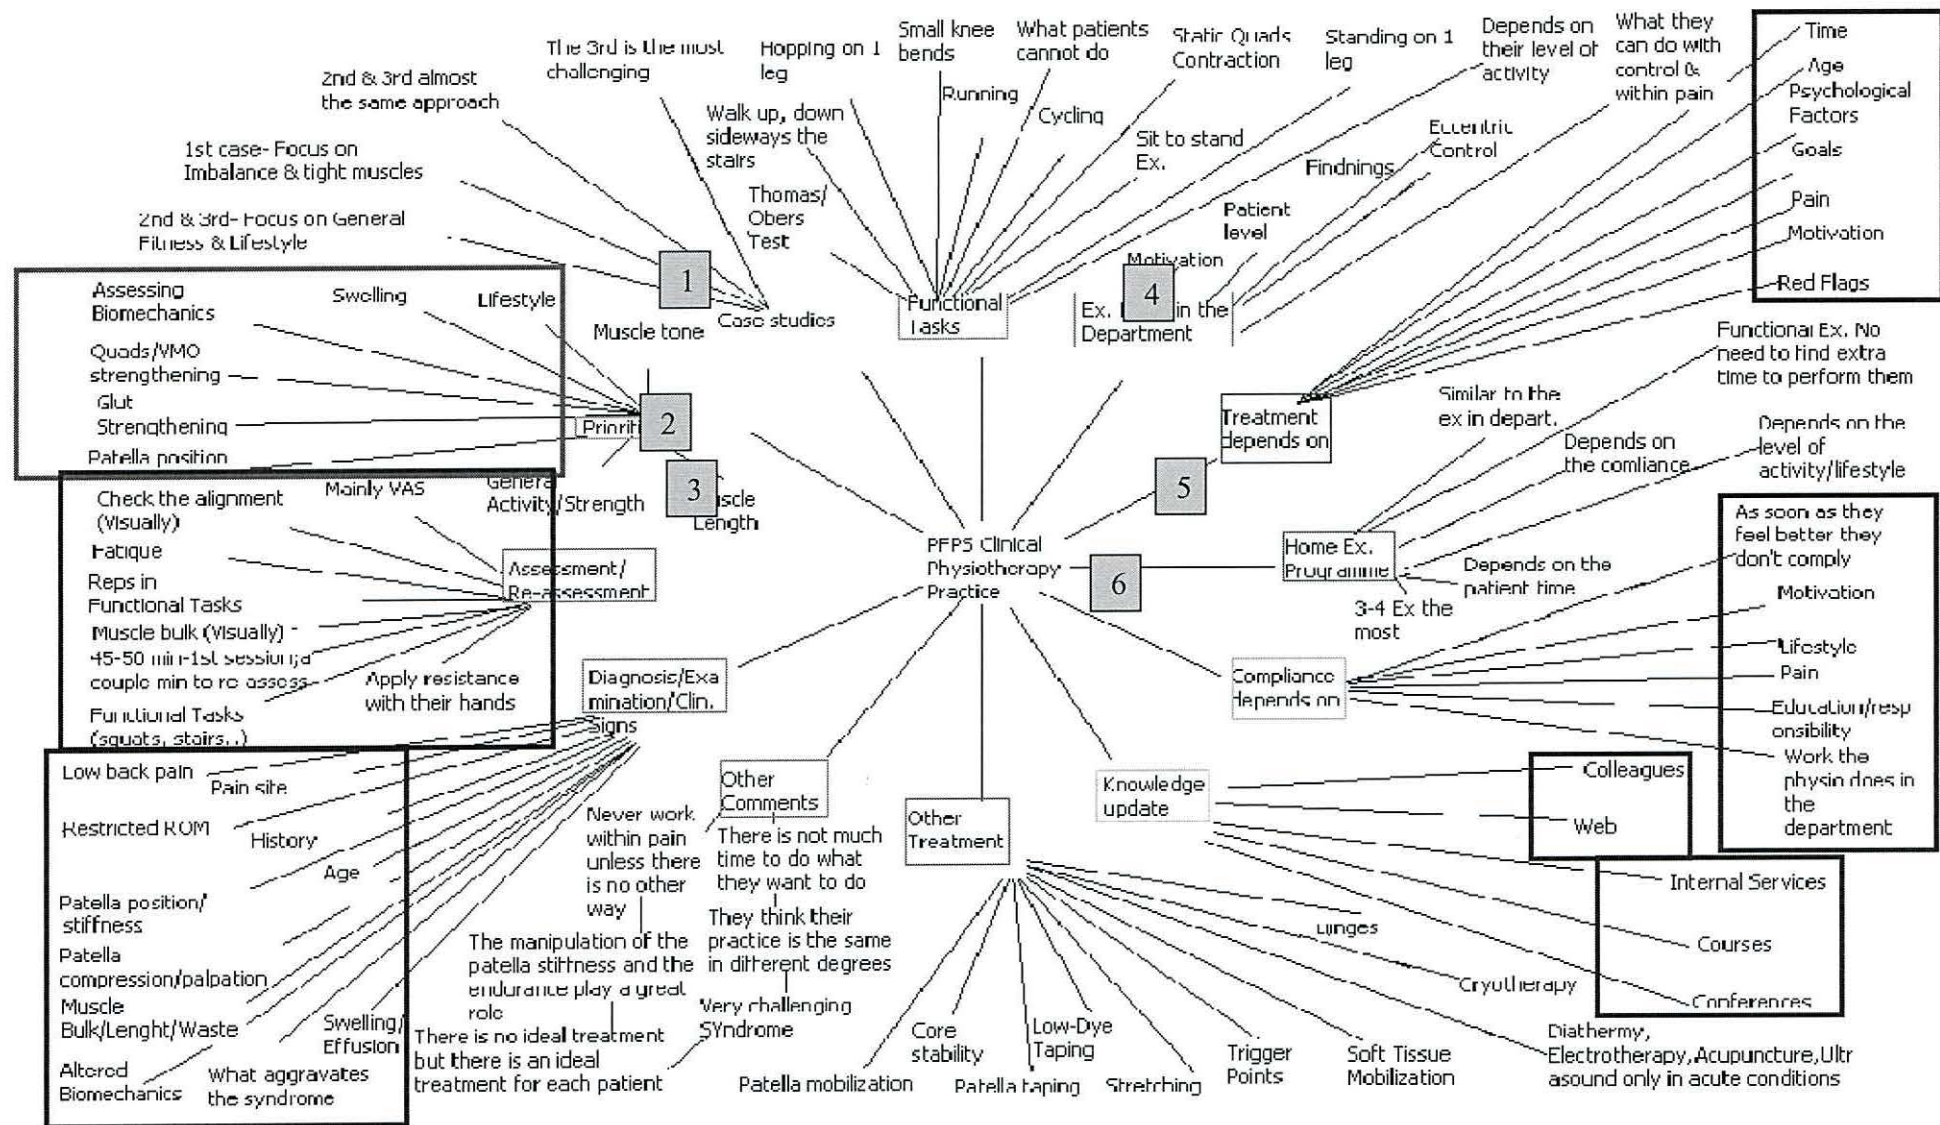 The 3rd is the most
challenging
2nd & 3rd almost
the same approach
1st case- Focus on
Imbalance & tight muscles
2nd & 3rd- Focus on General
Fitness & Lifestyle
1
Case studies
Hopping on 1
leg
Small knee
bends
What patients
cannot do
Static Quads
Contraction
Standing on 1
leg
Depends on
their level of
activity
Running
Cycling
Walk up, down
sideways the
stairs
Sit to stand
Ex.
Thomas/
Obers
Test
Functional
Tasks
What they
can do with
control &
within pain
Eccentric
Control
Findnings
Patient
level
Motivation
4
Ex. in the
Department
Time
Age
Psychological
Factors
Goals
Pain
Motivation
Red Flags
Treatment
depends on
5
Assessing
Biomechanics
Swelling
Lifestyle
Muscle tone
Quads/VMO
strengthening
Glut
Strengthening
Patella position
2
3
General
Activity/Strength
Length
Functional Ex. No
need to find extra
time to perform them
Similar to the
ex in depart.
Depends on
the comliance
Depends on the
level of
activity/lifestyle
Home Ex.
Programme
Depends on the
patient time
3-4 Ex the
most
6
PFPS Clinical
Physiotherapy
Practice
Check the alignment
(Visually)
Mainly VAS
Fatique
Reps in
Functional Tasks
Muscle bulk (Visually)
45-50 min-1st session;a
couple min to re-assess
Functional Tasks
(squats, stairs..)
Apply resistance
with their hands
Assessment/
Re-assessment
As soon as they
feel better they
don't comply
Motivation
Lifestyle
Pain
Education/resp
onsibility
Work the
physio does in
the
department
Compliance
depends on
Diagnosis/Exa
mination/Clin.
Signs
Low back pain
Pain site
Restricted ROM
History
Age
Patella position/
stiffness
Patella
compression/palpation
Muscle
Bulk/Lenght/Waste
Swelling/
Effusion
Altered
Biomechanics
What aggravates
the syndrome
Other
Comments
Never work
within pain
unless there
is no other
way
There is not much
time to do what
they want to do
They think their
practice is the same
in different degrees
The manipulation of the
patella stiffness and the
endurance play a great
role
Very challenging
SYndrome
There is no ideal treatment
but there is an ideal
treatment for each patient
Other
Treatment
Patella mobilization
Core
stability
Patella taping
Low-Dye
Taping
Stretching
Trigger
Points
Soft Tissue
Mobilization
Lunges
Cryotherapy
Diathermy,
Electrotherapy,Acupuncture,Ultr
asound only in acute conditions
Knowledge
update
Colleagues
Web
Internal Services
Courses
Conferences